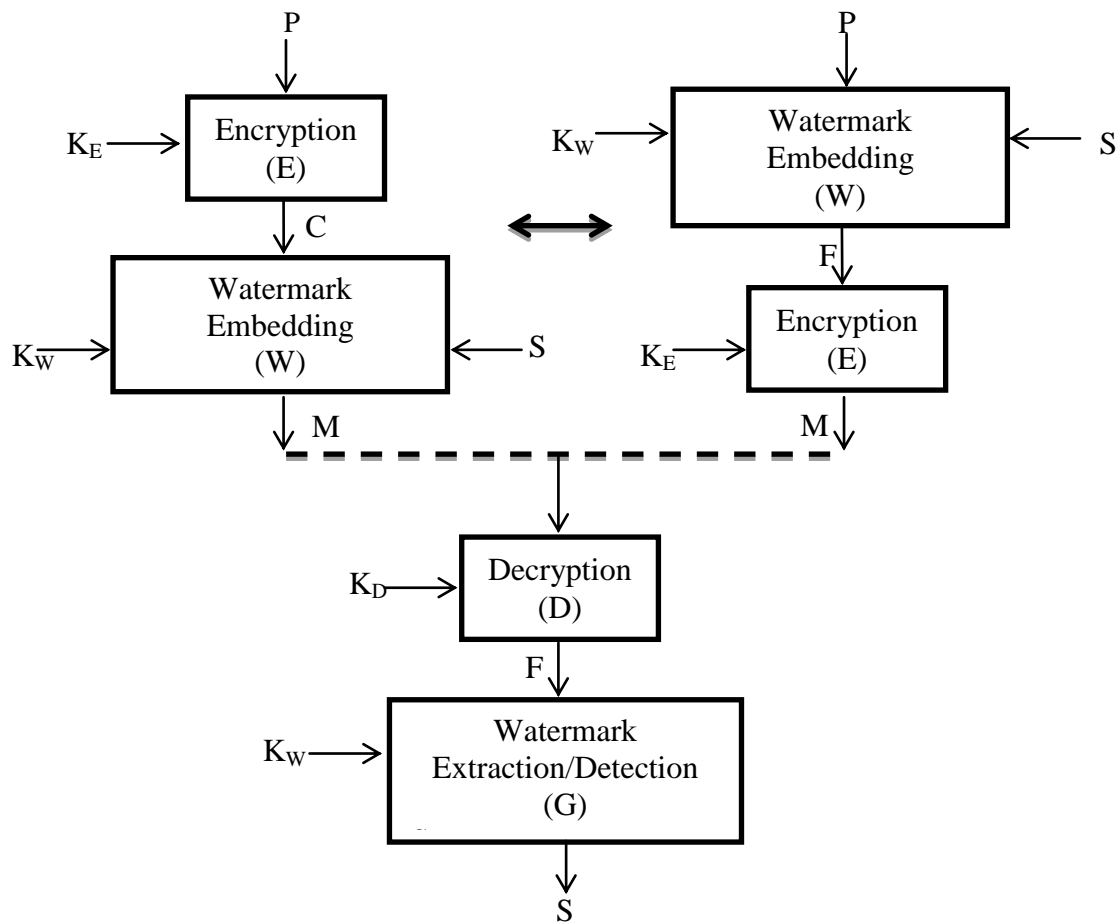 P
Encryption
(E)
K_E
C
Watermark
Embedding
(W)
K_W
S
M
P
Watermark
Embedding
(W)
K_W
S
F
Encryption
(E)
K_E
M
Decryption
(D)
K_D
F
Watermark
Extraction/Detection
(G)
K_W
S